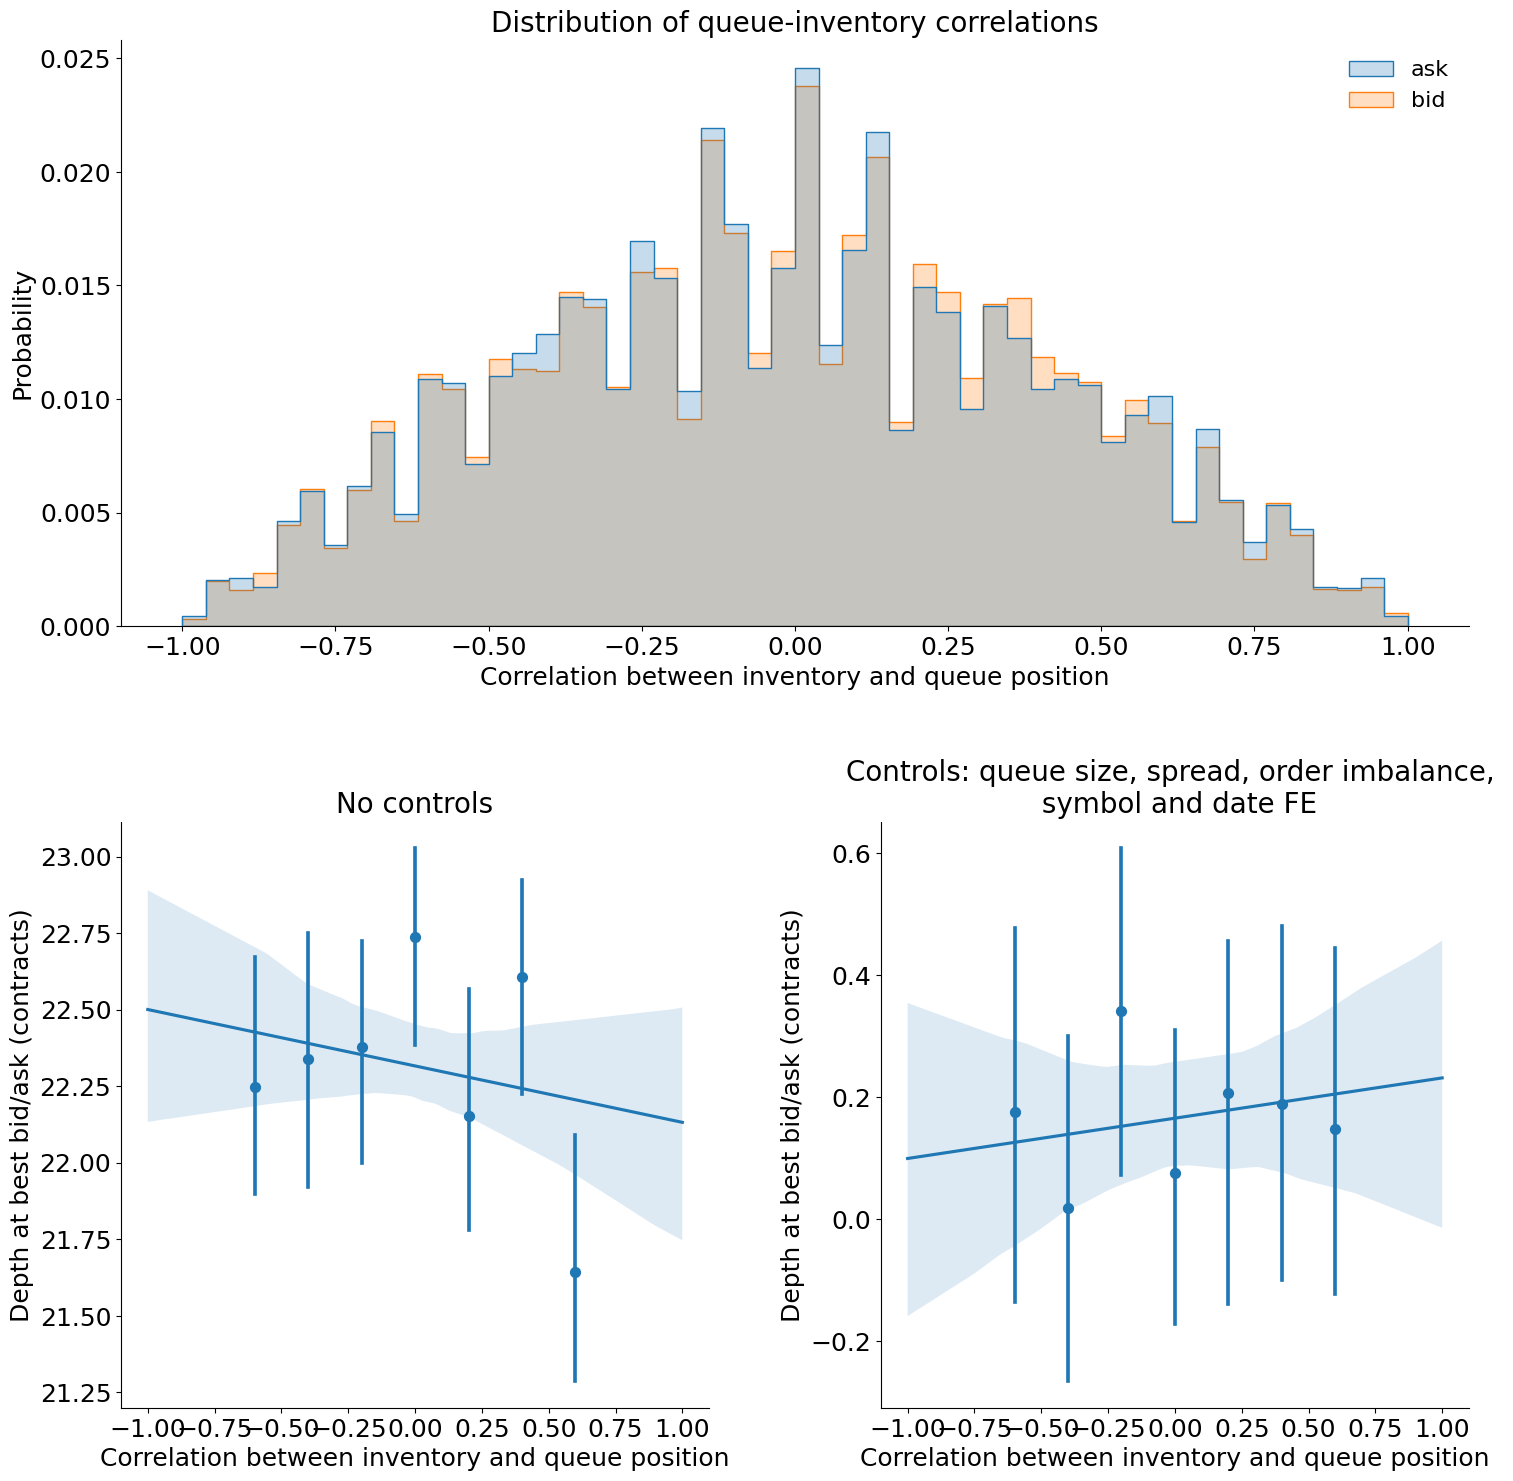 Distribution of queue-inventory correlations
ask
bid
Probability
0.025
0.020
0.015
0.010
0.005
0.000
−1.00 −0.75 −0.50 −0.25 0.00 0.25 0.50 0.75 1.00
Correlation between inventory and queue position
No controls
Depth at best bid/ask (contracts)
23.00
22.75
22.50
22.25
22.00
21.75
21.50
21.25
−1.00 −0.75 −0.50 −0.25 0.00 0.25 0.50 0.75 1.00
Correlation between inventory and queue position
Controls: queue size, spread, order imbalance,
symbol and date FE
Depth at best bid/ask (contracts)
0.6
0.4
0.2
0.0
−0.2
−1.00 −0.75 −0.50 −0.25 0.00 0.25 0.50 0.75 1.00
Correlation between inventory and queue position